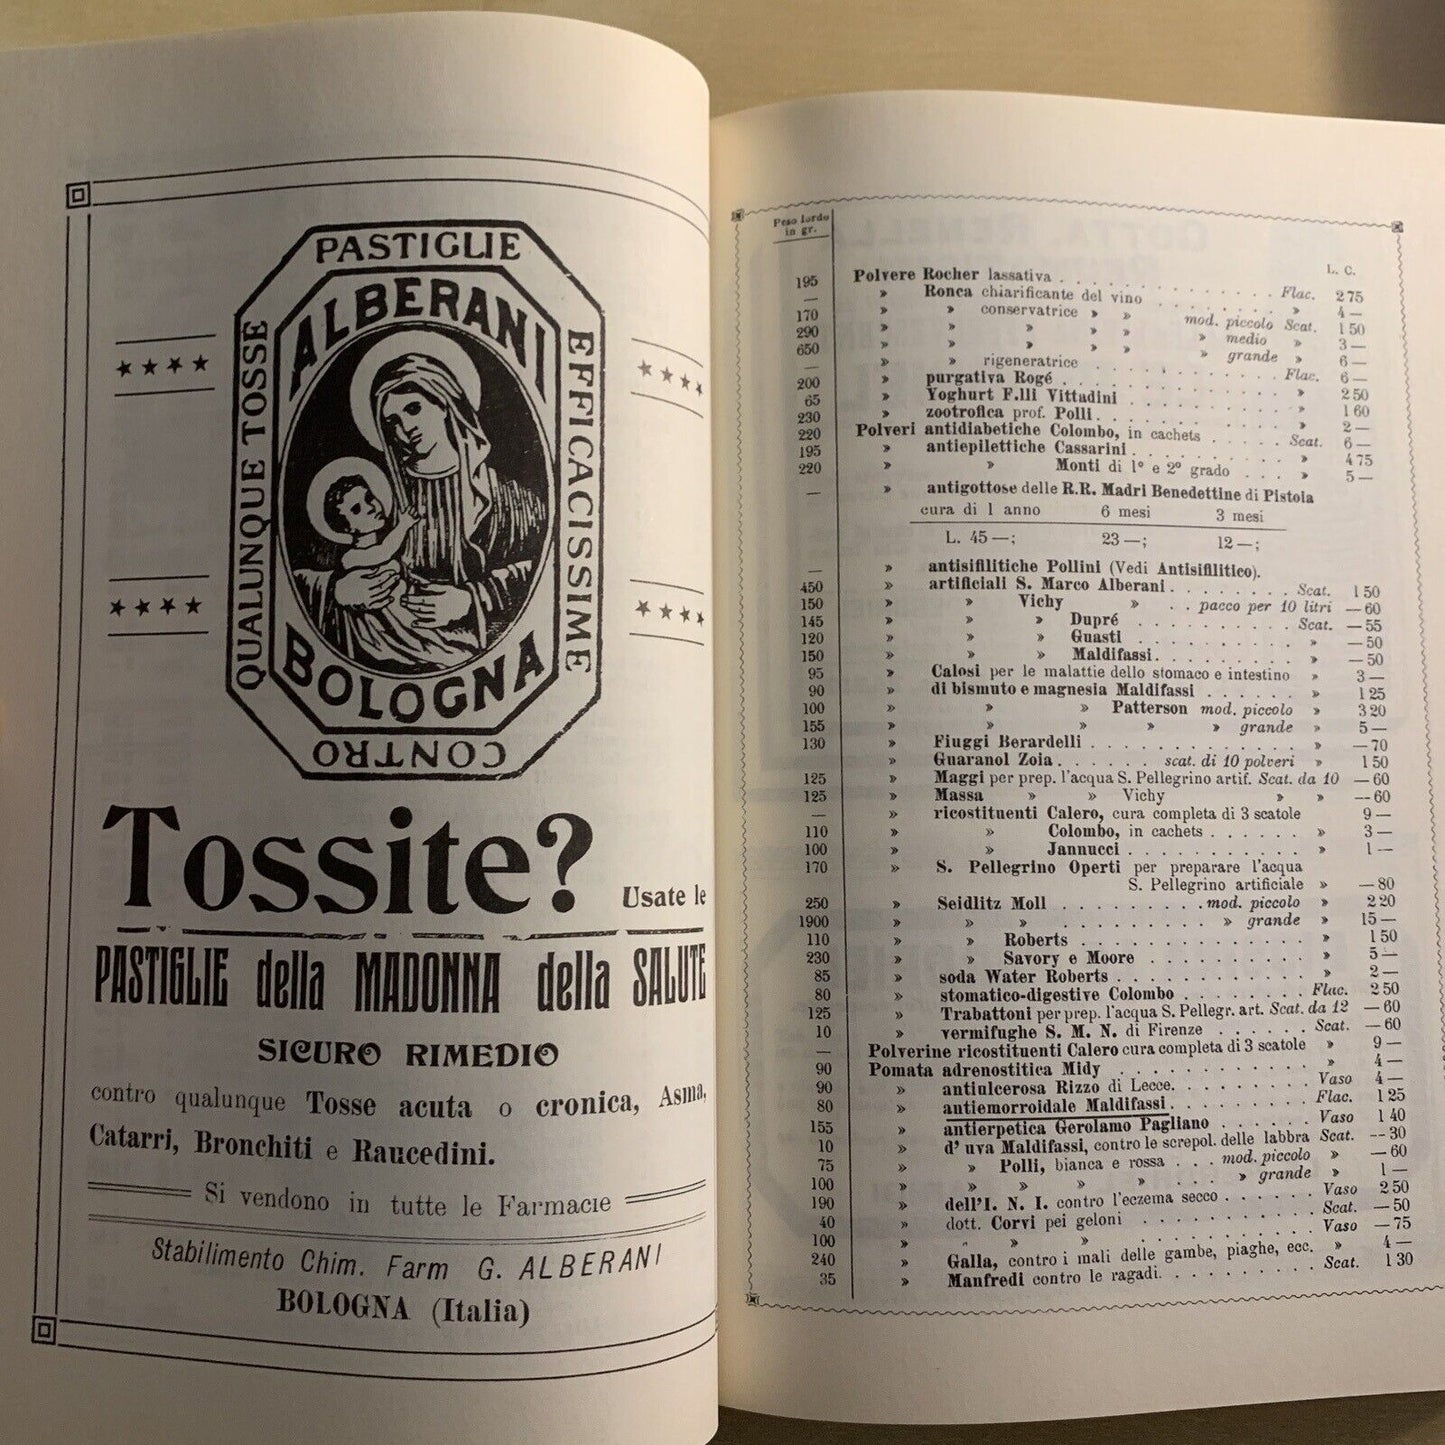 PASTIGLIE
ALBERANI
BOLOGNA
QUALUNQUE TOSSE
EFFICACISSIME
CONTRO
Tossite? Usate le
PASTIGLIE della MADONNA della SALUTE
SICURO RIMEDIO
contro qualunque Tosse acuta o cronica, Asma,
Catarri, Bronchiti e Raucedini.
Si vendono in tutte le Farmacie
Stabilimento Chim. Farm G. ALBERANI
BOLOGNA (Italia)
Peso lordo
in gr.
L. C.
195 Polvere Rocher lassativa . . . . Flac. 2 75
— » Ronca chiarificante del vino . . . . » 4 —
170 » » conservatrice » » mod. piccolo Scat. 1 50
290 » » » » » » medio » 3 —
650 » » » » » » grande » 6 —
— » » rigeneratrice . . . . Flac. 6 —
200 » purgativa Rogé . . . . » 2 50
65 » Yoghurt F.lli Vittadini . . . . » 1 60
230 » zootrofica prof. Polli . . . . » 2 —
220 Polveri antidiabetiche Colombo, in cachets . . . . Scat. 6 —
195 » antiepilettiche Cassarini . . . . » 4 75
220 » » Monti di 1° e 2° grado . . . » 5 —
— » antigottose delle R.R. Madri Benedettine di Pistola
cura di 1 anno 6 mesi 3 mesi
L. 45 —; 23 —; 12 —;
— » antisifilitiche Pollini (Vedi Antisifilitico).
450 » artificiali S. Marco Alberani . . . . Scat. 1 50
150 » » Vichy » . . pacco per 10 litri — 60
145 » » » Dupré . . . . Scat. — 55
120 » » » Guasti . . . . » — 50
150 » » » Maldifassi . . . . » — 50
95 » Calosi per le malattie dello stomaco e intestino » 3 —
90 » di bismuto e magnesia Maldifassi . . . . » 1 25
100 » » » Patterson mod. piccolo » 3 20
155 » » » » » grande » 5 —
130 » Fiuggi Berardelli . . . . » — 70
» Guaranol Zoia . . . . scat. di 10 polveri » 1 50
125 » Maggi per prep. l'acqua S. Pellegrino artif. Scat. da 10 — 60
125 » Massa » » Vichy » » — 60
— » ricostituenti Calero, cura completa di 3 scatole 9 —
110 » » Colombo, in cachets . . . . » 3 —
100 » » Jannucci . . . . » 1 —
170 » S. Pellegrino Operti per preparare l'acqua
S. Pellegrino artificiale » — 80
250 » Seidlitz Moll . . . . mod. piccolo » 2 20
1900 » » » . . . . » grande » 15 —
110 » » Roberts . . . . » 1 50
230 » » Savory e Moore . . . . » 5 —
85 » soda Water Roberts . . . . » 2 —
80 » stomatico-digestive Colombo . . . . Flac. 2 50
125 » Trabattoni per prep. l'acqua S. Pellegr. art. Scat. da 12 — 60
10 » vermifughe S. M. N. di Firenze . . . . Scat. — 60
— Polverine ricostituenti Calero cura completa di 3 scatole » 9 —
90 Pomata adrenostitica Midy . . . . » 4 —
90 » antiulcerosa Rizzo di Lecce . . . . Vaso 4 —
80 » antiemorroidale Maldifassi . . . . Flac. 1 25
155 » antierpetica Gerolamo Pagliano . . . . Vaso 1 40
10 » d' uva Maldifassi, contro le screpol. delle labbra Scat. — 30
75 » » Polli, bianca e rossa . . . mod. piccolo » — 60
100 » » » » » » . . . » grande » 1 —
190 » dell'I. N. I. contro l'eczema secco . . . . Vaso 2 50
40 » dott. Corvi pei geloni . . . . Scat. — 50
100 » » » » . . . . Vaso — 75
240 » Galla, contro i mali delle gambe, piaghe, ecc. » 4 —
35 » Manfredi contro le ragadi . . . . Scat. 1 30